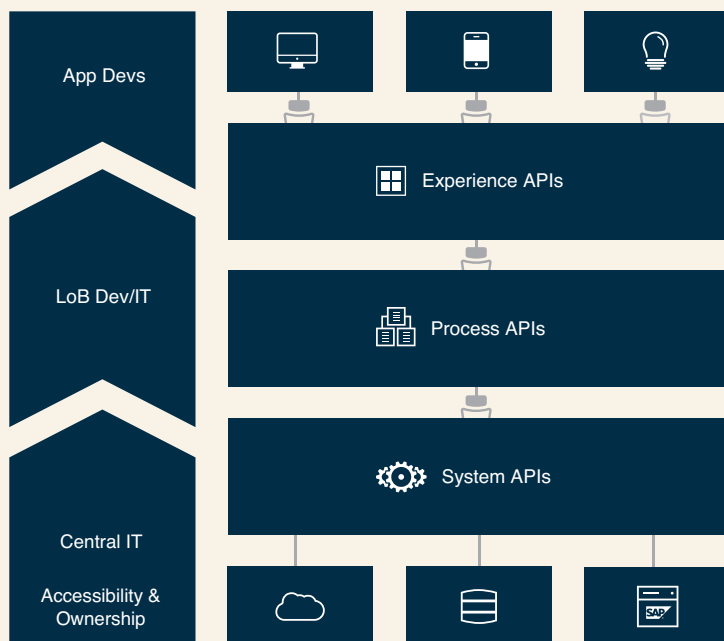 App Devs
Experience APIs
LoB Dev/IT
Process APIs
System APIs
Central IT
Accessibility &
Ownership
SAP